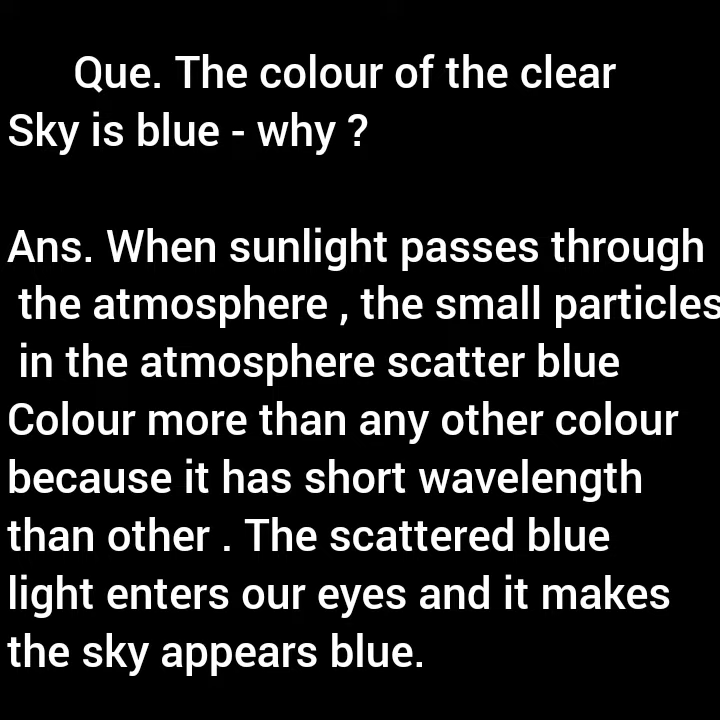 Que. The colour of the clear
Sky is blue - why ?
Ans. When sunlight passes through
the atmosphere , the small particles
in the atmosphere scatter blue
Colour more than any other colour
because it has short wavelength
than other . The scattered blue
light enters our eyes and it makes
the sky appears blue.